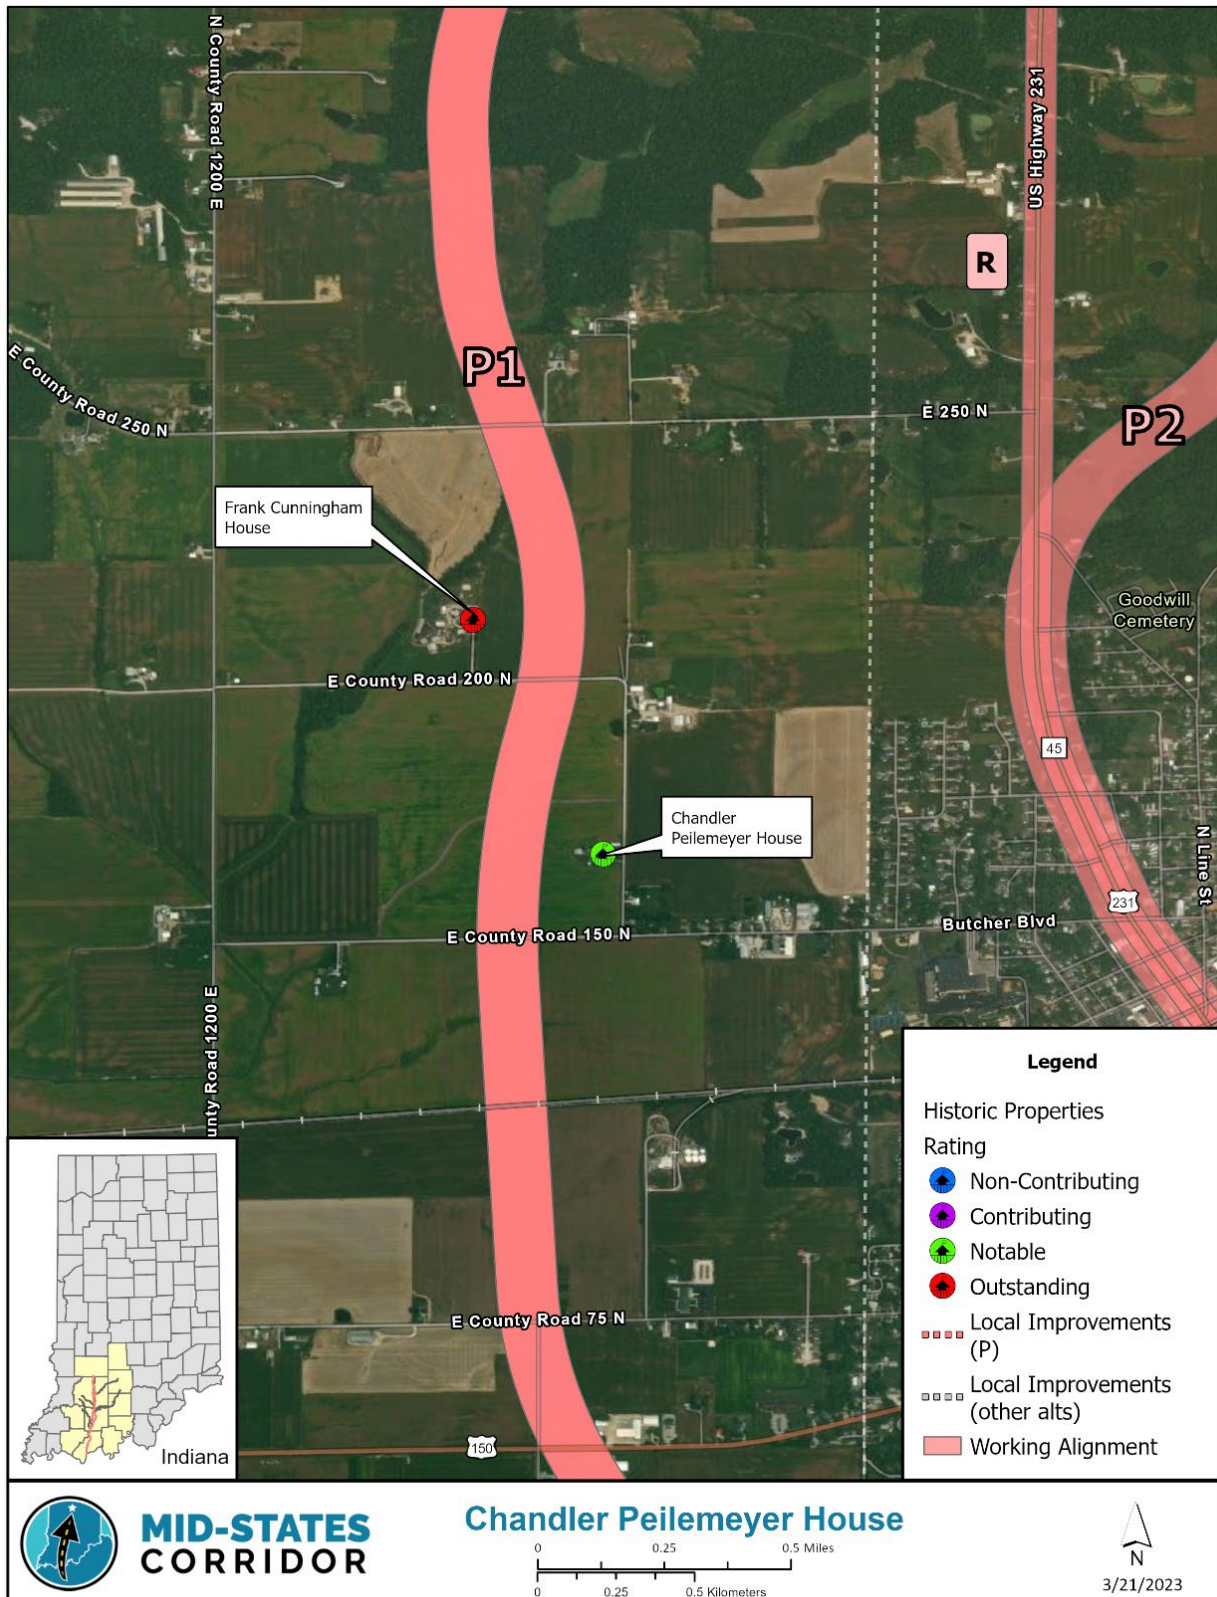 N County Road 1200 E
US Highway 231
R
P1
E County Road 250 N
E 250 N
P2
Frank Cunningham
House
Goodwill
Cemetery
E County Road 200 N
45
Chandler
Peilemeyer House
N Line St
231
Butcher Blvd
E County Road 150 N
unty Road 1200 E
E County Road 75 N
150
Legend
Historic Properties
Rating
Non-Contributing
Contributing
Notable
Outstanding
Local Improvements
(P)
Local Improvements
(other alts)
Working Alignment
Indiana
MID-STATES
CORRIDOR
Chandler Peilemeyer House
0 0.25 0.5 Miles
0 0.25 0.5 Kilometers
N
3/21/2023